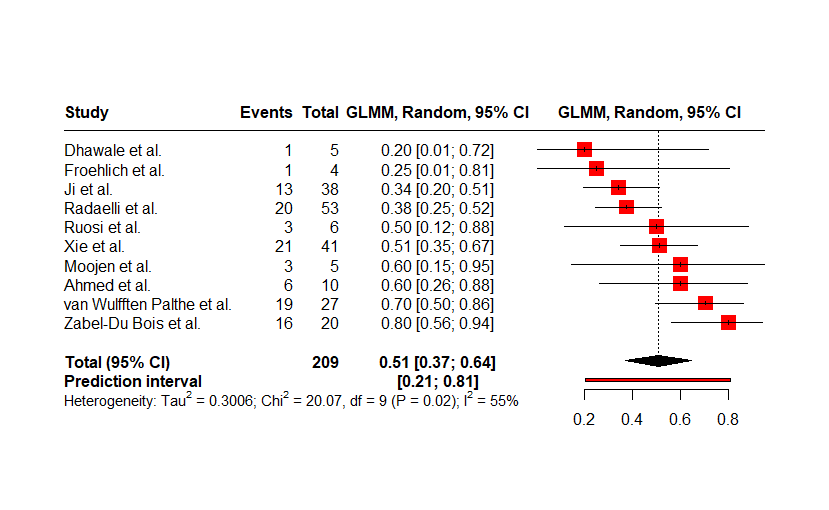 Study Events Total GLMM, Random, 95% CI GLMM, Random, 95% CI
Dhawale et al. 1 5 0.20 [0.01; 0.72]
Froehlich et al. 1 4 0.25 [0.01; 0.81]
Ji et al. 13 38 0.34 [0.20; 0.51]
Radaelli et al. 20 53 0.38 [0.25; 0.52]
Ruosi et al. 3 6 0.50 [0.12; 0.88]
Xie et al. 21 41 0.51 [0.35; 0.67]
Moojen et al. 3 5 0.60 [0.15; 0.95]
Ahmed et al. 6 10 0.60 [0.26; 0.88]
van Wulfften Palthe et al. 19 27 0.70 [0.50; 0.86]
Zabel-Du Bois et al. 16 20 0.80 [0.56; 0.94]
Total (95% CI) 209 0.51 [0.37; 0.64]
Prediction interval [0.21; 0.81]
Heterogeneity: Tau² = 0.3006; Chi² = 20.07, df = 9 (P = 0.02); I² = 55%
0.2 0.4 0.6 0.8